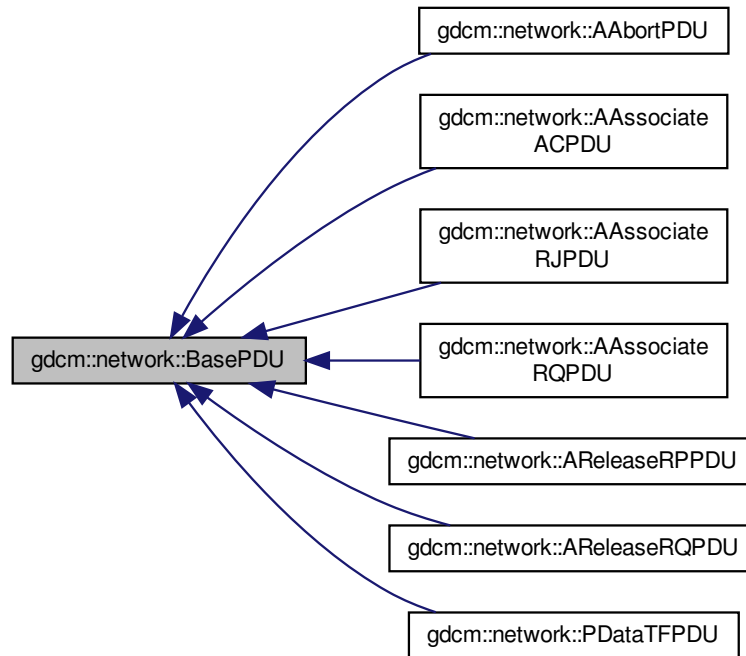 gdcm::network::AAbortPDU
gdcm::network::AAssociate
ACPDU
gdcm::network::AAssociate
RJPDU
gdcm::network::BasePDU
gdcm::network::AAssociate
RQPDU
gdcm::network::AReleaseRPPDU
gdcm::network::AReleaseRQPDU
gdcm::network::PDataTFPDU